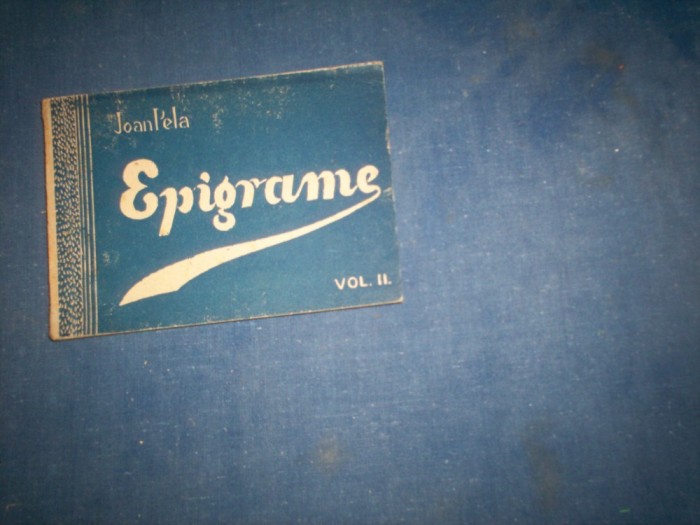 Ioan Pela
Epigrame
VOL. II.